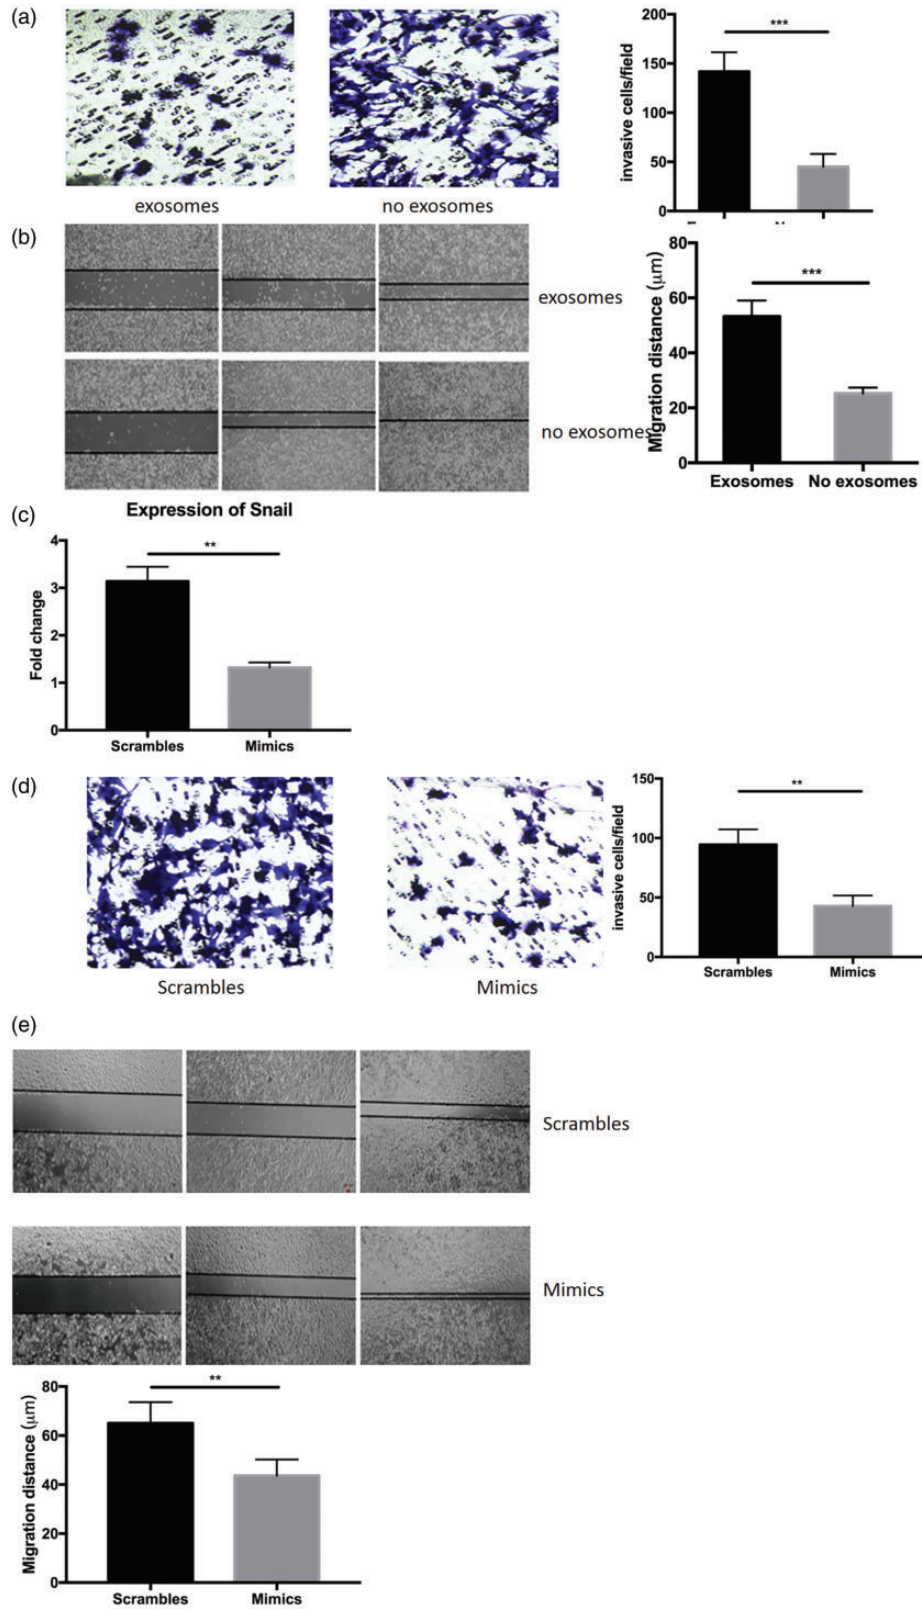 (a)
exosomes
no exosomes
invasive cells/field
200
150
100
50
0
***
(b)
exosomes
no exosomes
Migration distance (μm)
80
60
40
20
0
***
Exosomes
No exosomes
(c)
Expression of Snail
Fold change
4
3
2
1
0
**
Scrambles
Mimics
(d)
Scrambles
Mimics
invasive cells/field
150
100
50
0
**
Scrambles
Mimics
(e)
Scrambles
Mimics
Migration distance (μm)
80
60
40
20
0
**
Scrambles
Mimics